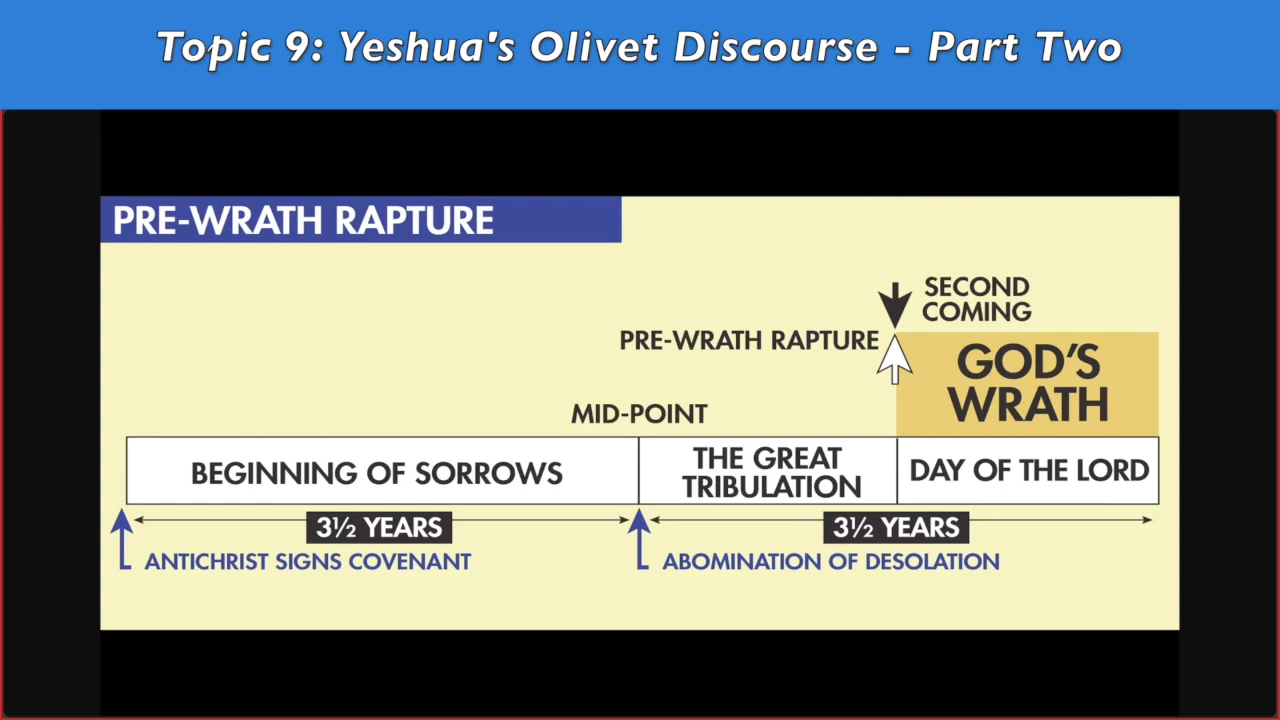 Topic 9: Yeshua's Olivet Discourse - Part Two
PRE-WRATH RAPTURE
SECOND
COMING
PRE-WRATH RAPTURE
GOD'S
WRATH
MID-POINT
BEGINNING OF SORROWS
THE GREAT
TRIBULATION
DAY OF THE LORD
3½ YEARS
3½ YEARS
ANTICHRIST SIGNS COVENANT
ABOMINATION OF DESOLATION